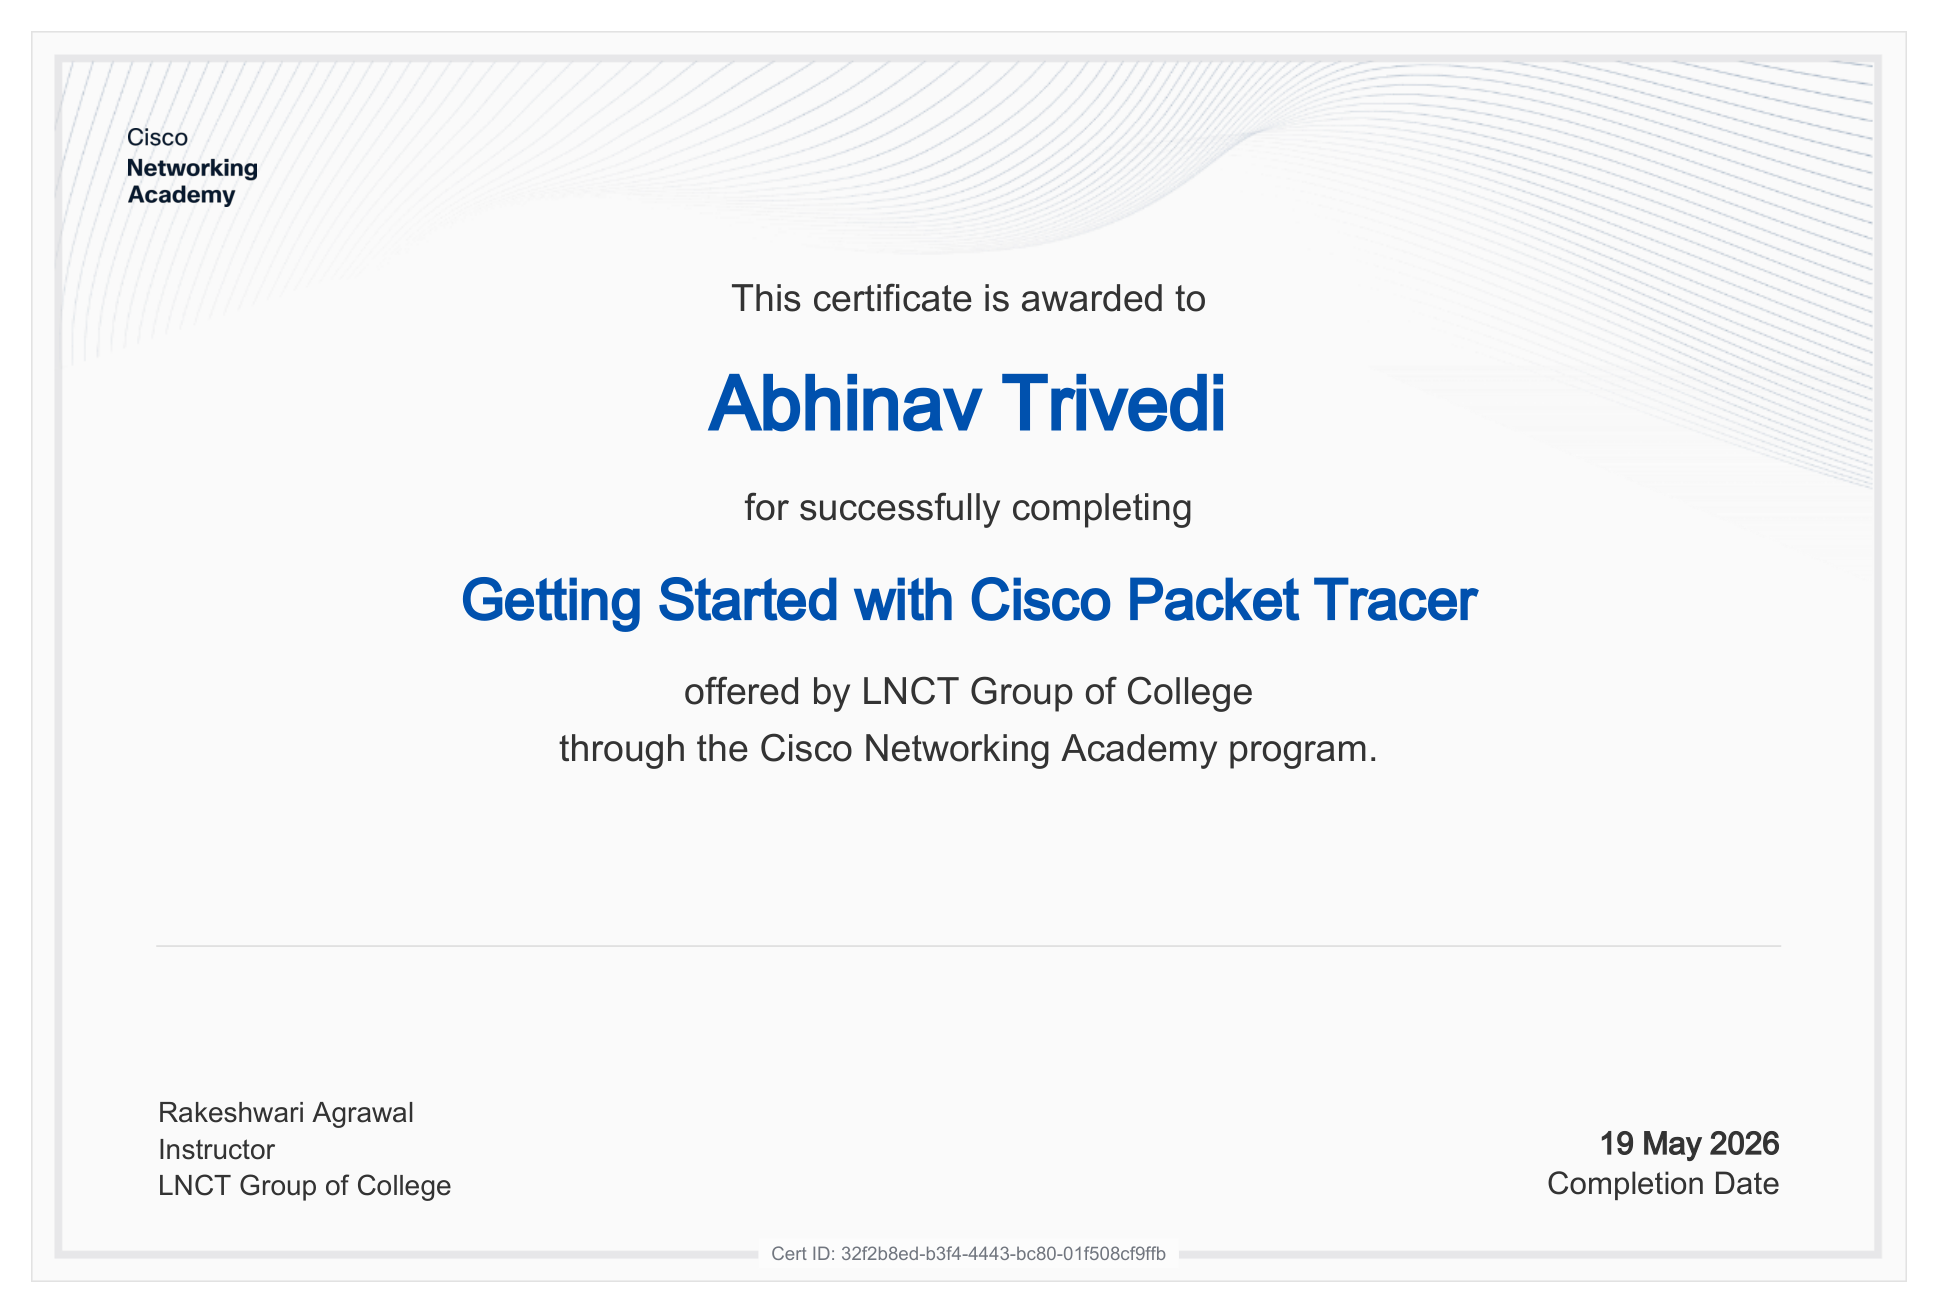 Cisco
Networking
Academy
This certificate is awarded to
Abhinav Trivedi
for successfully completing
Getting Started with Cisco Packet Tracer
offered by LNCT Group of College
through the Cisco Networking Academy program.
Rakeshwari Agrawal
Instructor
LNCT Group of College
19 May 2026
Completion Date
Cert ID: 32f2b8ed-b3f4-4443-bc80-01f508cf9ffb